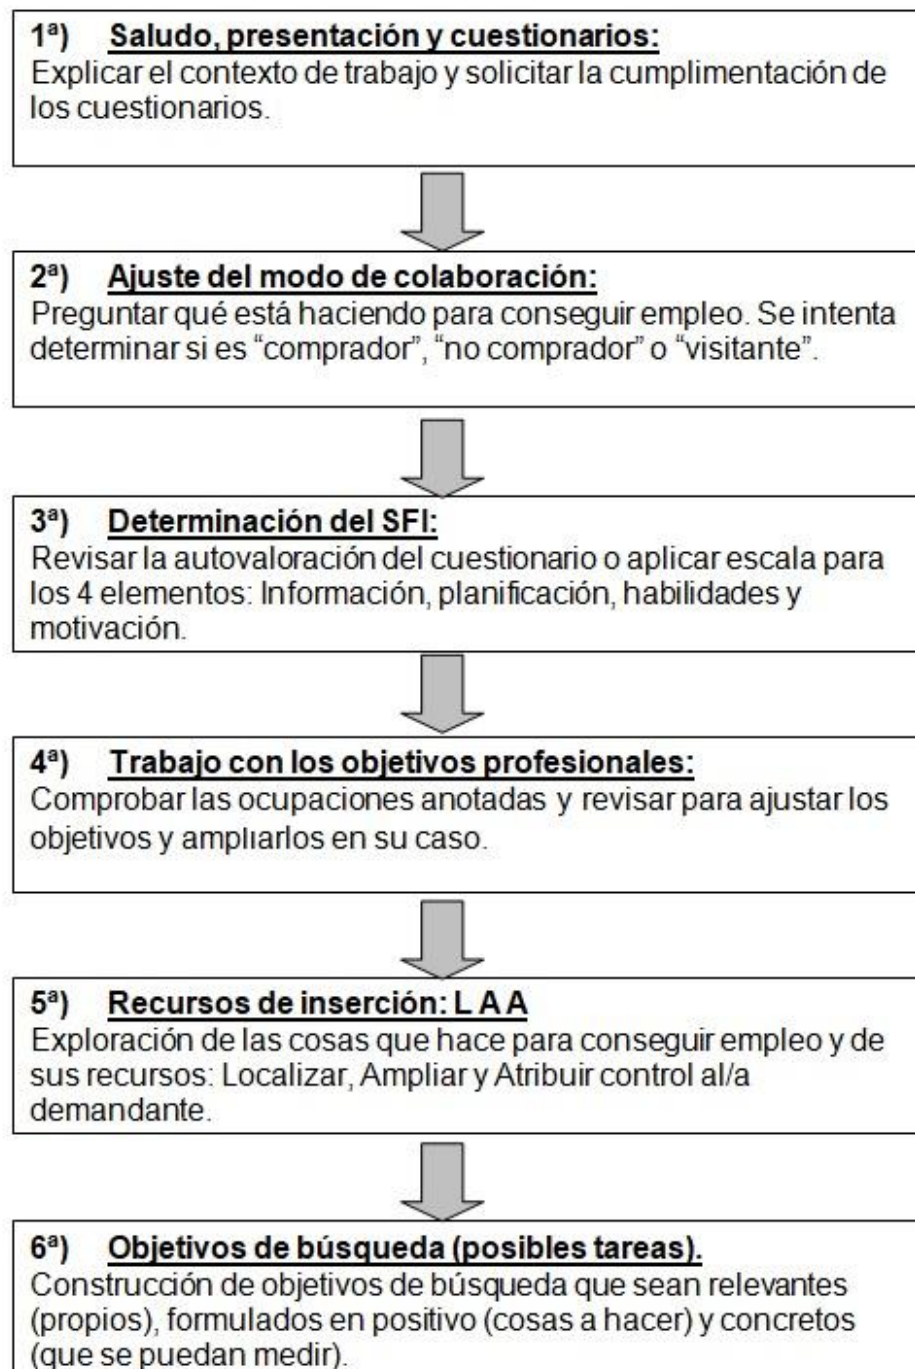 1ª) Saludo, presentación y cuestionarios:
Explicar el contexto de trabajo y solicitar la cumplimentación de
los cuestionarios.
2ª) Ajuste del modo de colaboración:
Preguntar qué está haciendo para conseguir empleo. Se intenta
determinar si es “comprador”, “no comprador” o “visitante”.
3ª) Determinación del SFI:
Revisar la autovaloración del cuestionario o aplicar escala para
los 4 elementos: Información, planificación, habilidades y
motivación.
4ª) Trabajo con los objetivos profesionales:
Comprobar las ocupaciones anotadas y revisar para ajustar los
objetivos y ampliarlos en su caso.
5ª) Recursos de inserción: L A A
Exploración de las cosas que hace para conseguir empleo y de
sus recursos: Localizar, Ampliar y Atribuir control al/a
demandante.
6ª) Objetivos de búsqueda (posibles tareas).
Construcción de objetivos de búsqueda que sean relevantes
(propios), formulados en positivo (cosas a hacer) y concretos
(que se puedan medir).